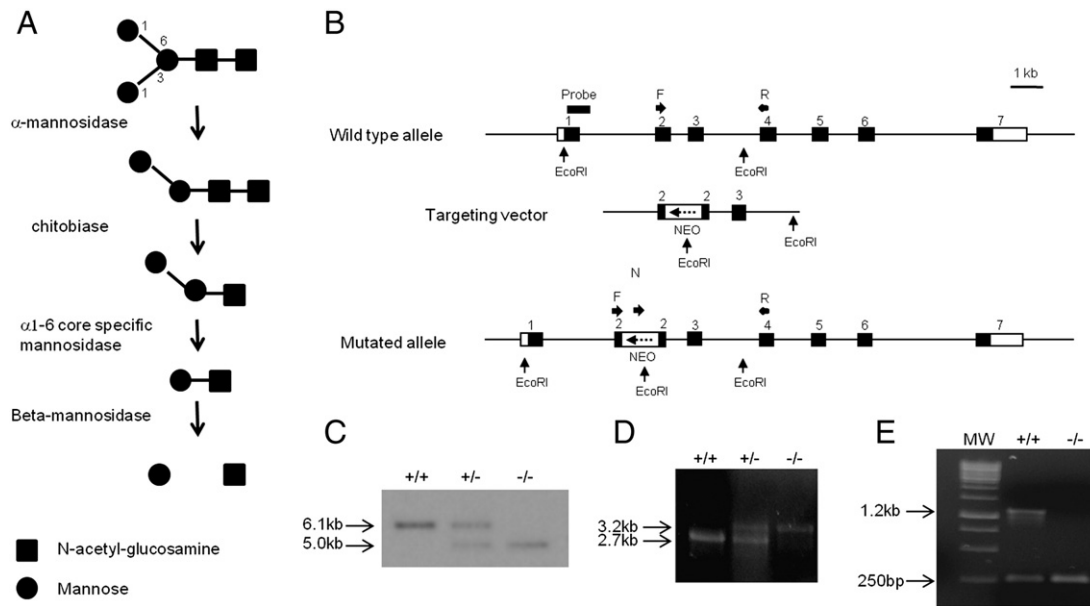 A
1
6
3
1
α-mannosidase
chitobiase
α1-6 core specific
mannosidase
Beta-mannosidase
N-acetyl-glucosamine
Mannose
B
1 kb
Probe
F
R
1
2
3
4
5
6
7
Wild type allele
EcoRI
EcoRI
2
2
3
Targeting vector
NEO
EcoRI
EcoRI
N
F
R
1
2
2
3
4
5
6
7
Mutated allele
NEO
EcoRI
EcoRI
EcoRI
C
+/+
+/-
-/-
6.1kb
5.0kb
D
+/+
+/-
-/-
3.2kb
2.7kb
E
MW
+/+
-/-
1.2kb
250bp